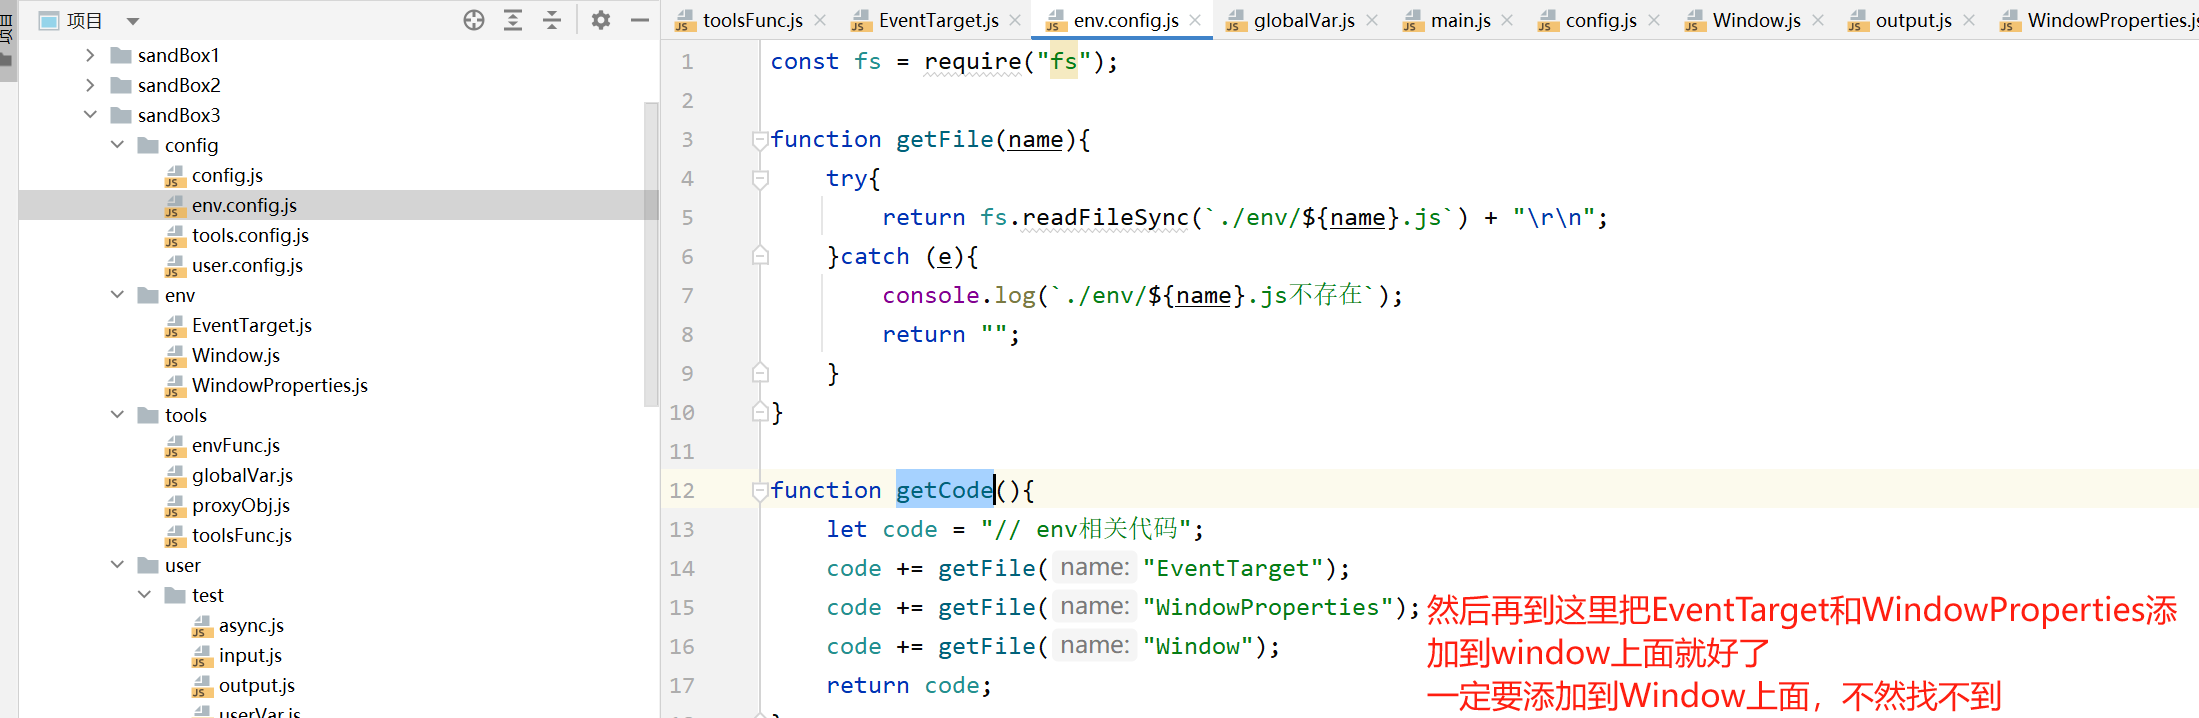 项目
toolsFunc.js
EventTarget.js
env.config.js
globalVar.js
main.js
config.js
Window.js
output.js
WindowProperties.js
项目
sandBox1
sandBox2
sandBox3
config
config.js
env.config.js
tools.config.js
user.config.js
env
EventTarget.js
Window.js
WindowProperties.js
tools
envFunc.js
globalVar.js
proxyObj.js
toolsFunc.js
user
test
async.js
input.js
output.js
userVar.js
1 const fs = require("fs");
2
3 function getFile(name){
4 try{
5 return fs.readFileSync(`./env/${name}.js`) + "\r\n";
6 }catch (e){
7 console.log(`./env/${name}.js不存在`);
8 return "";
9 }
10 }
11
12 function getCode(){
13 let code = "// env相关代码";
14 code += getFile( name: "EventTarget");
15 code += getFile( name: "WindowProperties");
16 code += getFile( name: "Window");
17 return code;
然后再到这里把EventTarget和WindowProperties添
加到window上面就好了
一定要添加到Window上面，不然找不到